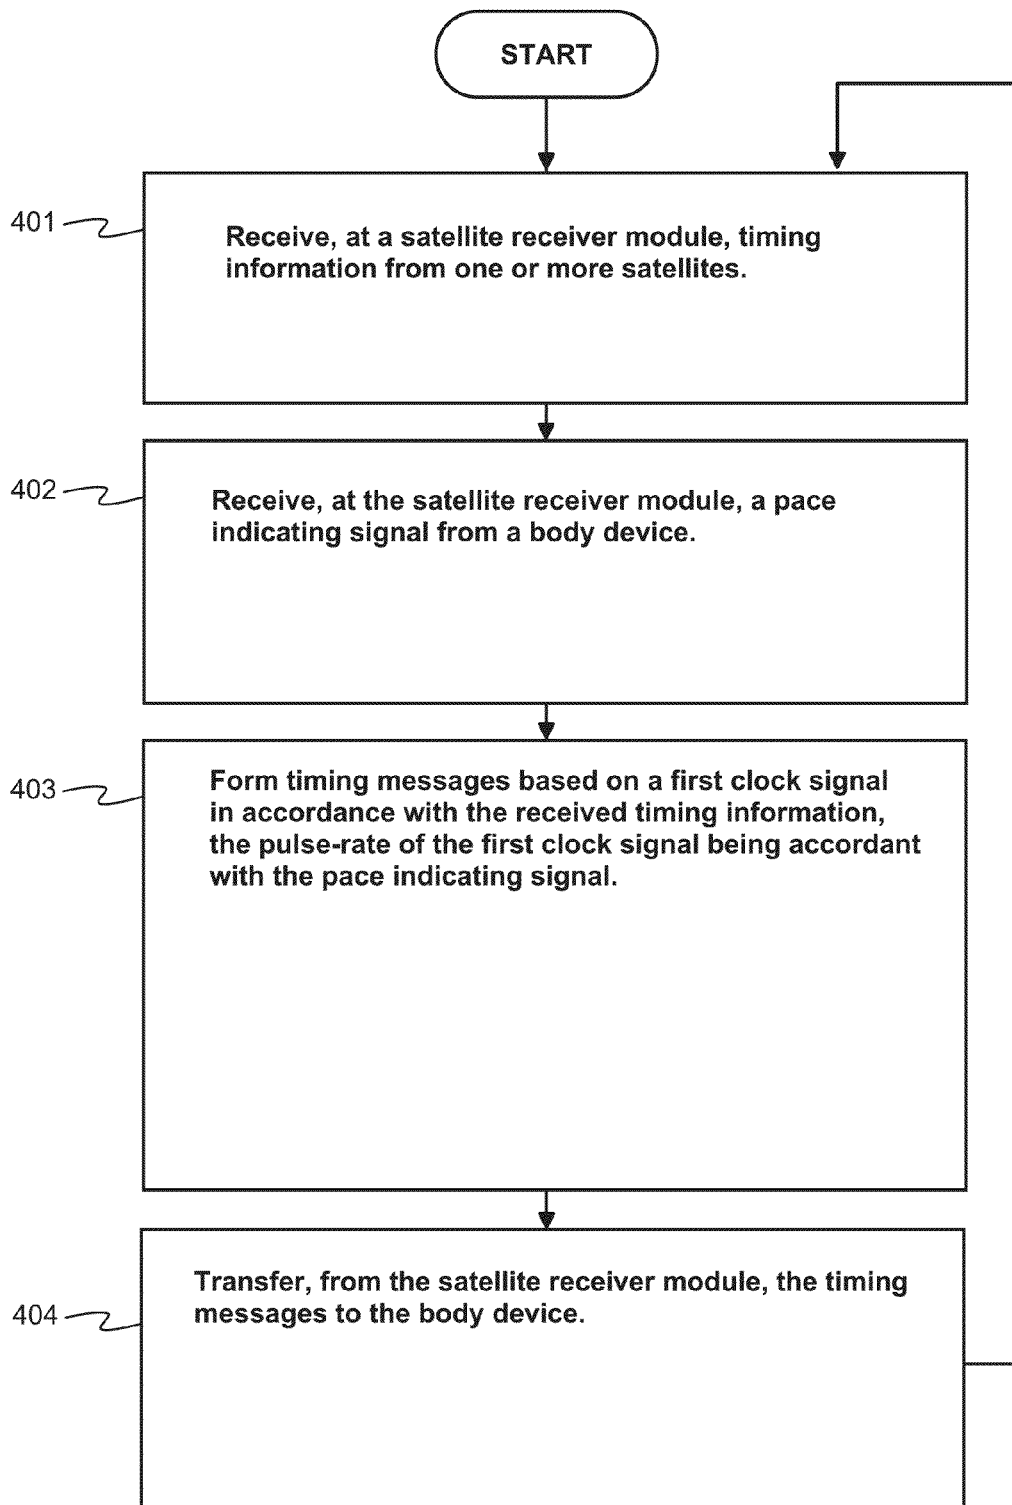 START
401
Receive, at a satellite receiver module, timing
information from one or more satellites.
402
Receive, at the satellite receiver module, a pace
indicating signal from a body device.
403
Form timing messages based on a first clock signal
in accordance with the received timing information,
the pulse-rate of the first clock signal being accordant
with the pace indicating signal.
404
Transfer, from the satellite receiver module, the timing
messages to the body device.